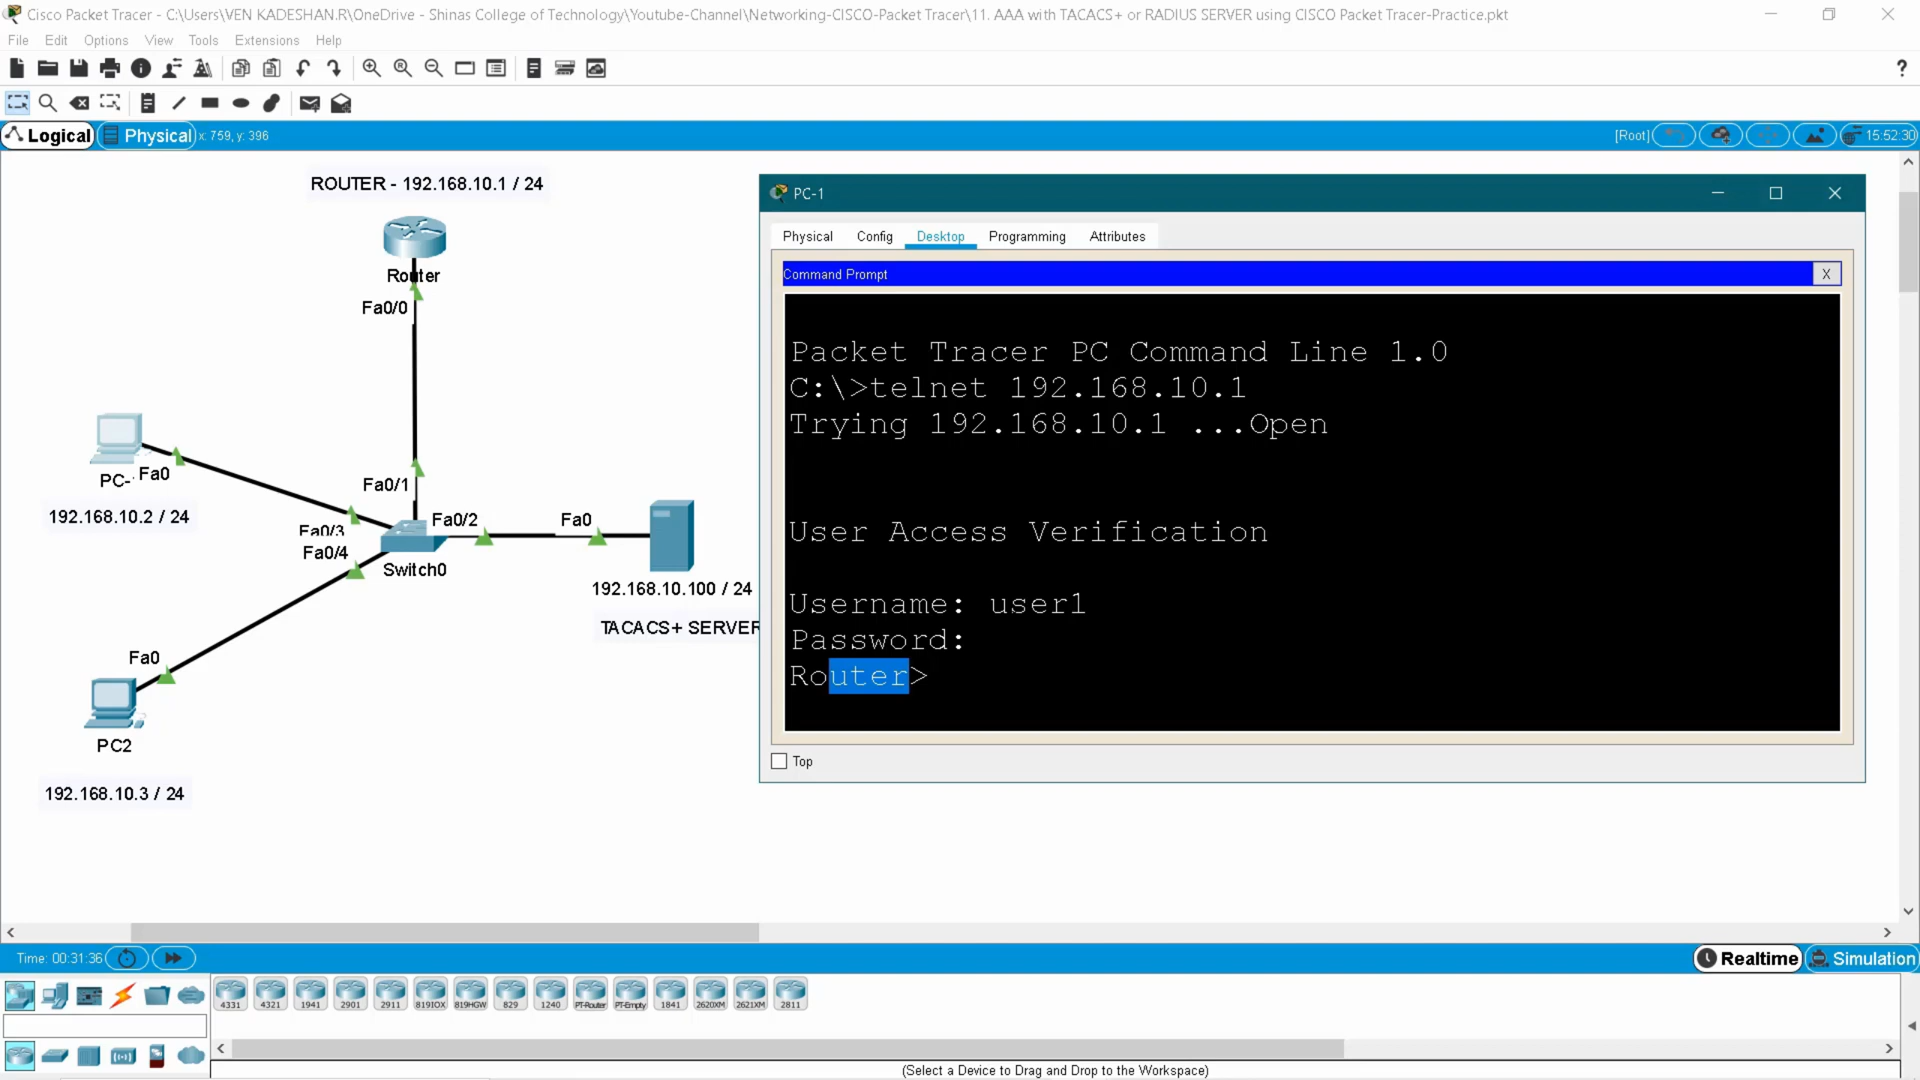 Cisco Packet Tracer - C:\Users\VEN KADESHAN.R\OneDrive - Shinas College of Technology\Youtube-Channel\Networking-CISCO-Packet Tracer\11. AAA with TACACS+ or RADIUS SERVER using CISCO Packet Tracer-Practice.pkt
File Edit Options View Tools Extensions Help
?
Logical Physical x: 759, y: 396 [Root] 15:52:30
ROUTER - 192.168.10.1 / 24
Router
Fa0/0
PC- Fa0
192.168.10.2 / 24
Fa0/1
Fa0/3
Fa0/4
Fa0/2
Fa0
Switch0
192.168.10.100 / 24
TACACS+ SERVER
Fa0
PC2
192.168.10.3 / 24
PC-1
Physical Config Desktop Programming Attributes
Command Prompt
X
Packet Tracer PC Command Line 1.0
C:\>telnet 192.168.10.1
Trying 192.168.10.1 ...Open
User Access Verification
Username: user1
Password:
Router>
Top
Time: 00:31:36
Realtime Simulation
4331 4321 1941 2901 2911 819IOX 819HGW 829 1240 PT-Router PT-Empty 1841 2620XM 2621XM 2811
(Select a Device to Drag and Drop to the Workspace)